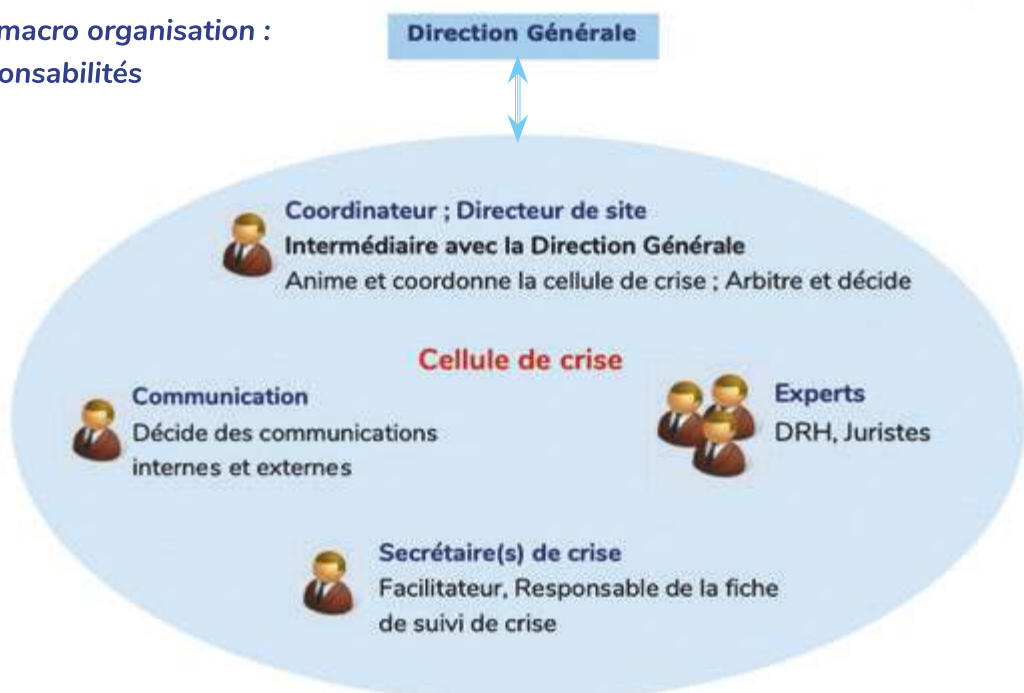 macro organisation :
onsabilités
Direction Générale
Coordinateur ; Directeur de site
Intermédiaire avec la Direction Générale
Anime et coordonne la cellule de crise ; Arbitre et décide
Cellule de crise
Communication
Décide des communications
internes et externes
Experts
DRH, Juristes
Secrétaire(s) de crise
Facilitateur, Responsable de la fiche
de suivi de crise